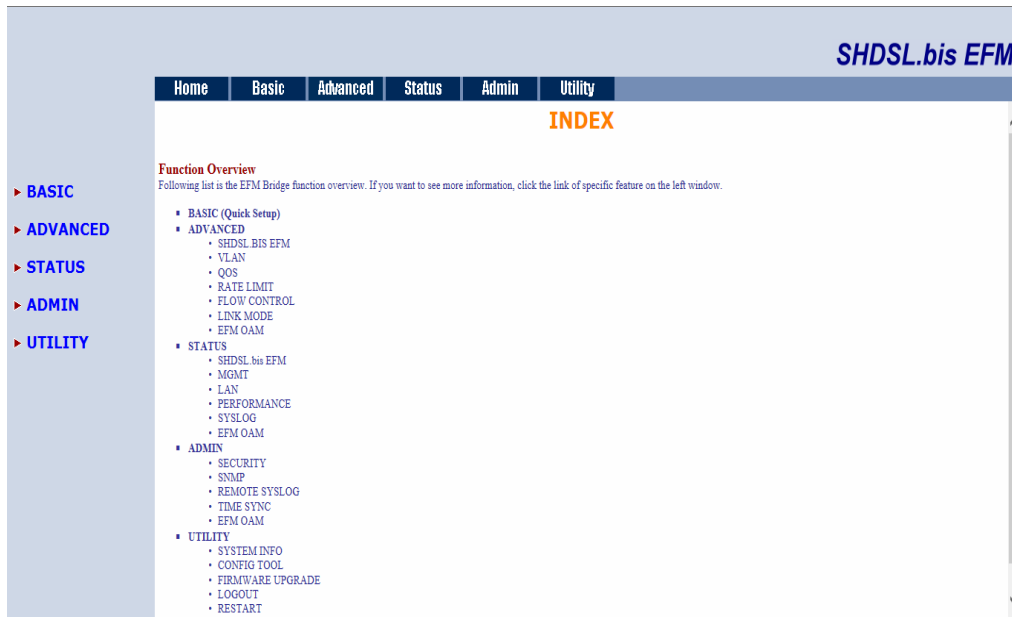 SHDSL.bis EFM
Home Basic Advanced Status Admin Utility
INDEX
BASIC
ADVANCED
STATUS
ADMIN
UTILITY
Function Overview
Following list is the EFM Bridge function overview. If you want to see more information, click the link of specific feature on the left window.
BASIC (Quick Setup)
ADVANCED
SHDSL.BIS EFM
VLAN
QOS
RATE LIMIT
FLOW CONTROL
LINK MODE
EFM OAM
STATUS
SHDSL.bis EFM
MGMT
LAN
PERFORMANCE
SYSLOG
EFM OAM
ADMIN
SECURITY
SNMP
REMOTE SYSLOG
TIME SYNC
EFM OAM
UTILITY
SYSTEM INFO
CONFIG TOOL
FIRMWARE UPGRADE
LOGOUT
RESTART